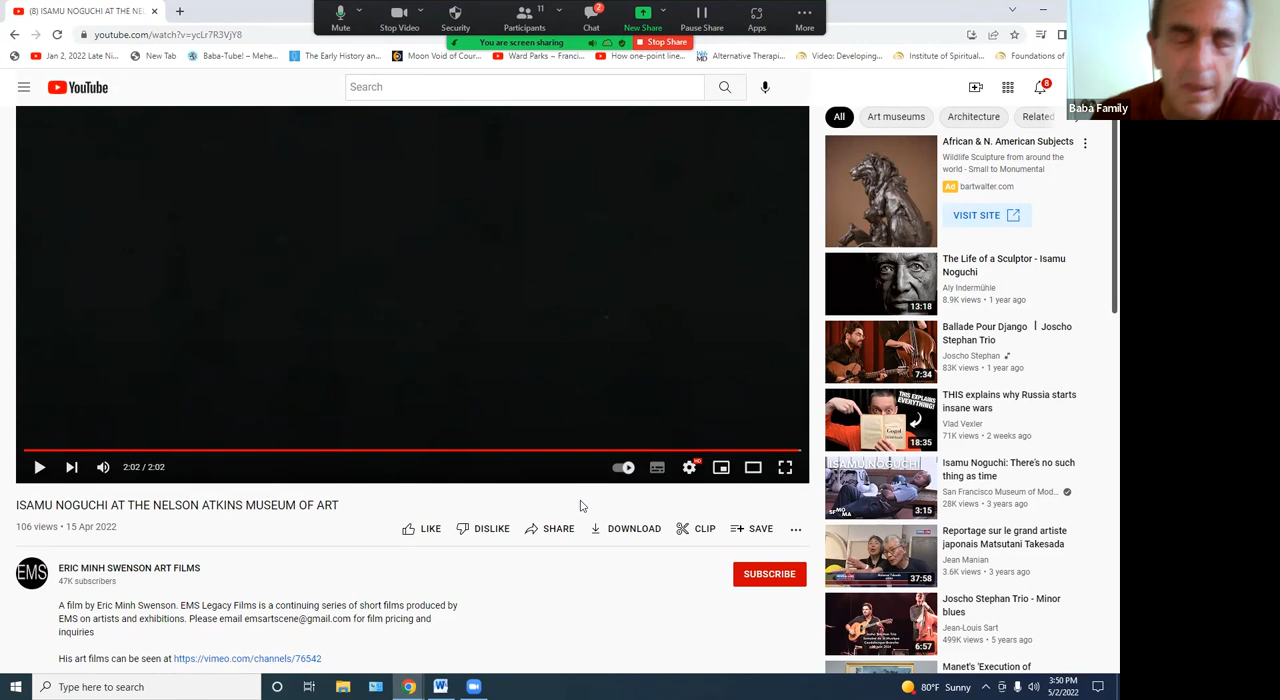 (8) ISAMU NOGUCHI AT THE NEL
Mute
Stop Video
Security
Participants
11
Chat
2
New Share
Pause Share
Apps
More
You are screen sharing
Stop Share
youtube.com/watch?v=ycLr7R3VjY8
Jan 2, 2022 Late Ni...
New Tab
Baba-Tube! – Mehe...
The Early History an...
Moon Void of Cour...
Ward Parks ~ Franci...
How one-point line...
Alternative Therapi...
Video: Developing...
Institute of Spiritual...
Foundations of
Baba Family
YouTube
Search
8
All
Art museums
Architecture
Related
African & N. American Subjects
Wildlife Sculpture from around the
world - Small to Monumental
Ad bartwalter.com
VISIT SITE
The Life of a Sculptor - Isamu
Noguchi
Aly Indermühle
8.9K views • 1 year ago
13:18
Ballade Pour Django | Joscho
Stephan Trio
Joscho Stephan
83K views • 1 year ago
7:34
THIS explains why Russia starts
insane wars
Vlad Vexler
71K views • 2 weeks ago
THIS EXPLAINS
EVERYTHING!
Gogol
18:35
Isamu Noguchi: There's no such
thing as time
San Francisco Museum of Mod...
28K views • 3 years ago
ISAMU NOGUCHI
3:15
Reportage sur le grand artiste
japonais Matsutani Takesada
Jean Manian
3.6K views • 3 years ago
37:58
Joscho Stephan Trio - Minor
blues
Jean-Louis Sart
499K views • 5 years ago
6:57
Manet's 'Execution of
2:02 / 2:02
HD
ISAMU NOGUCHI AT THE NELSON ATKINS MUSEUM OF ART
106 views • 15 Apr 2022
LIKE
DISLIKE
SHARE
DOWNLOAD
CLIP
SAVE
EMS
ERIC MINH SWENSON ART FILMS
47K subscribers
SUBSCRIBE
A film by Eric Minh Swenson. EMS Legacy Films is a continuing series of short films produced by
EMS on artists and exhibitions. Please email emsartscene@gmail.com for film pricing and
inquiries
His art films can be seen at https://vimeo.com/channels/76542
Type here to search
80°F Sunny
3:50 PM
5/2/2022